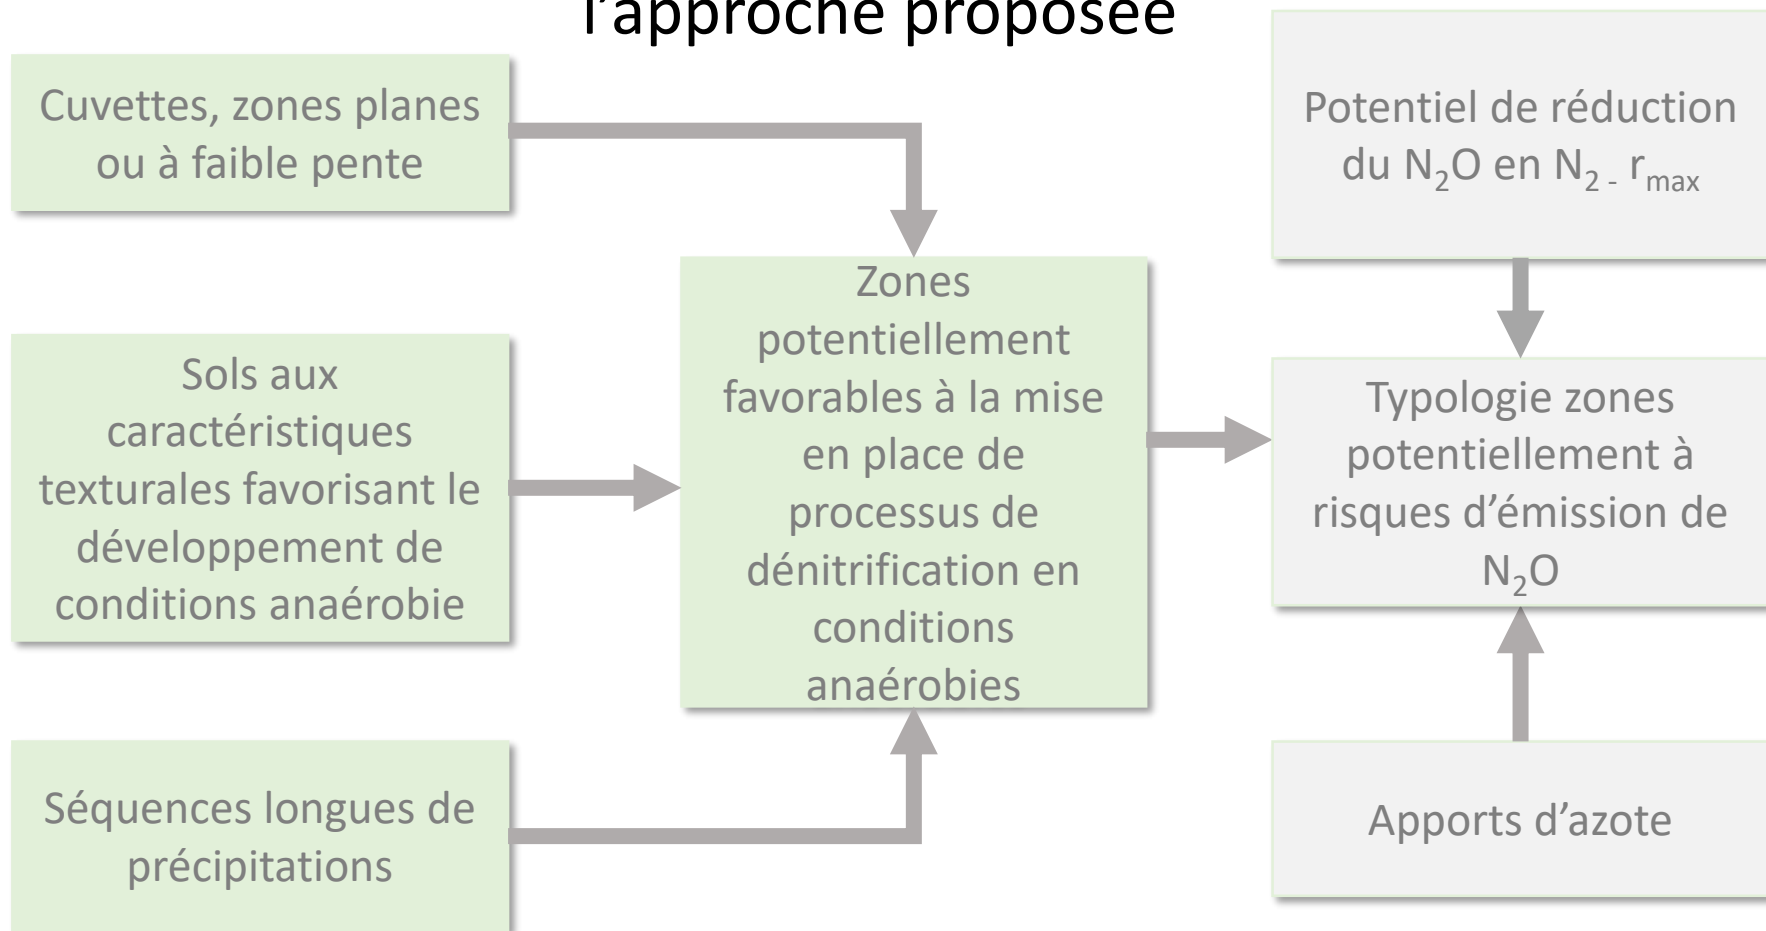 l’approche proposée
Cuvettes, zones planes
ou à faible pente
Sols aux
caractéristiques
texturales favorisant le
développement de
conditions anaérobie
Séquences longues de
précipitations
Zones
potentiellement
favorables à la mise
en place de
processus de
dénitrification en
conditions
anaérobies
Potentiel de réduction
du N₂O en N₂ ₋ rₘₐₓ
Typologie zones
potentiellement à
risques d’émission de
N₂O
Apports d’azote